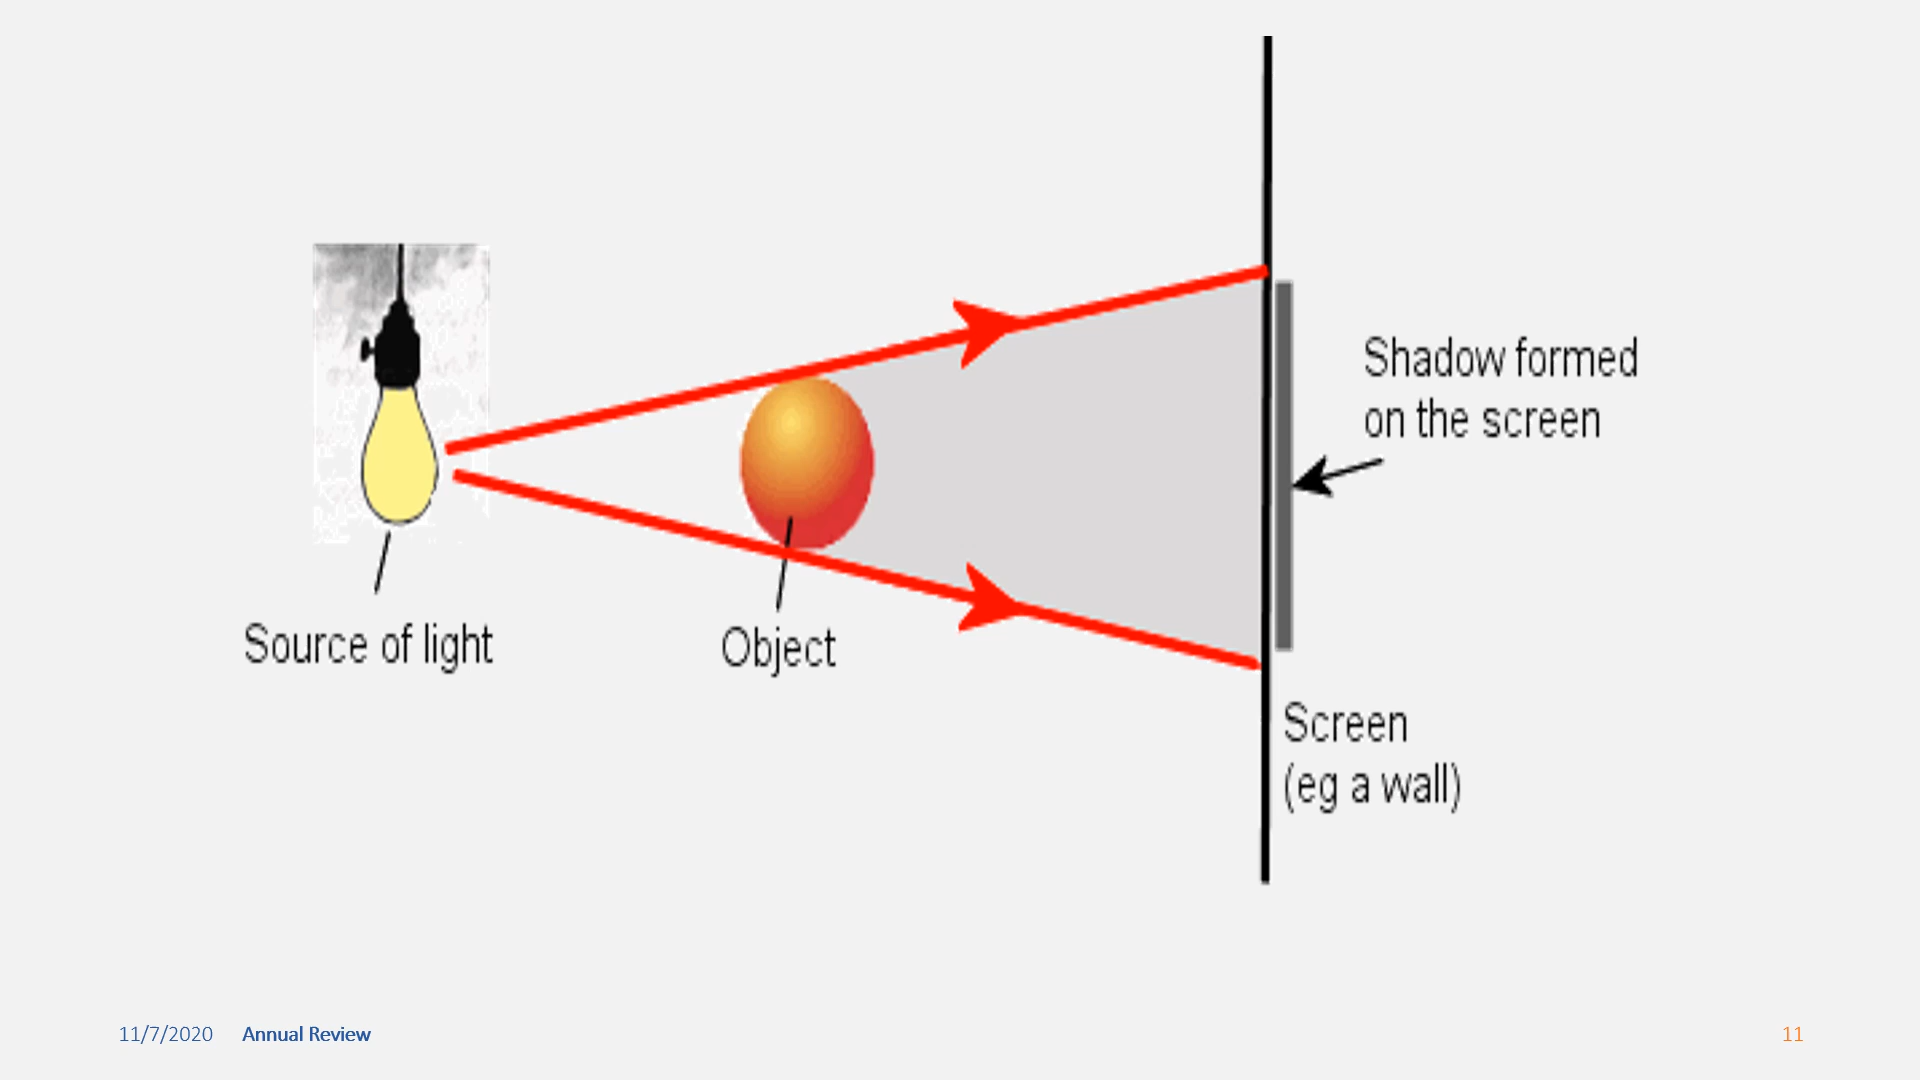 Shadow formed
on the screen
Source of light
Object
Screen
(eg a wall)
11/7/2020 Annual Review 11